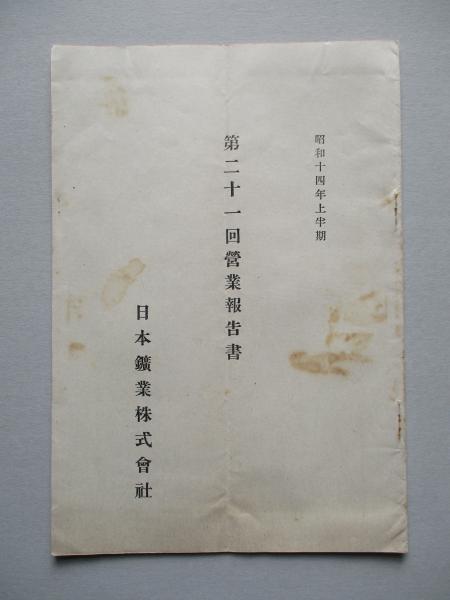 昭和十四年上半期
第二十一回營業報告書
日本鑛業株式會社